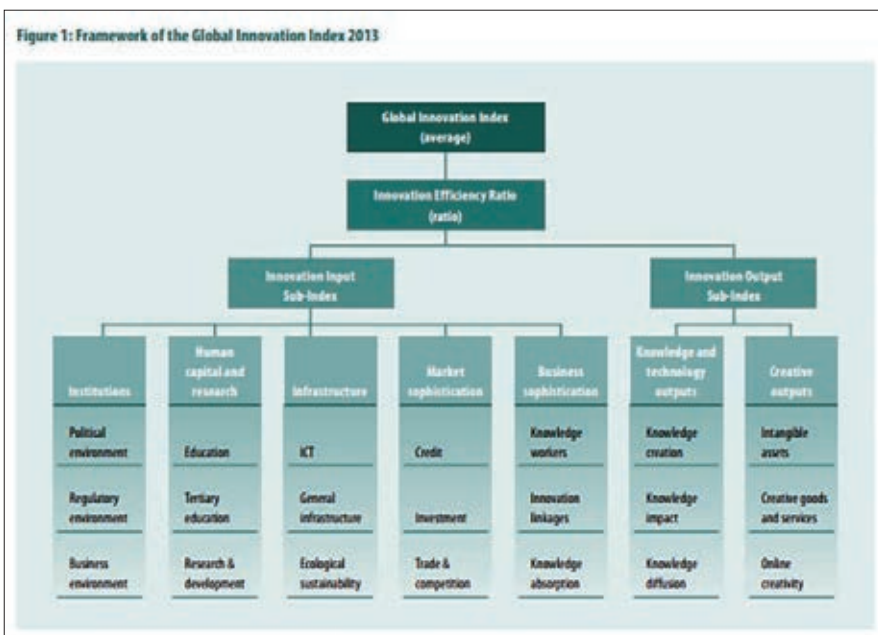 Figure 1: Framework of the Global Innovation Index 2013
Global Innovation Index
(average)
Innovation Efficiency Ratio
(ratio)
Innovation Input
Sub-Index
Innovation Output
Sub-Index
Institutions
Human
capital and
research
Infrastructure
Market
sophistication
Business
sophistication
Knowledge and
technology
outputs
Creative
outputs
Political
environment
Education
ICT
Credit
Knowledge
workers
Knowledge
creation
Intangible
assets
Regulatory
environment
Tertiary
education
General
infrastructure
Investment
Innovation
linkages
Knowledge
impact
Creative goods
and services
Business
environment
Research &
development
Ecological
sustainability
Trade &
competition
Knowledge
absorption
Knowledge
diffusion
Online
creativity